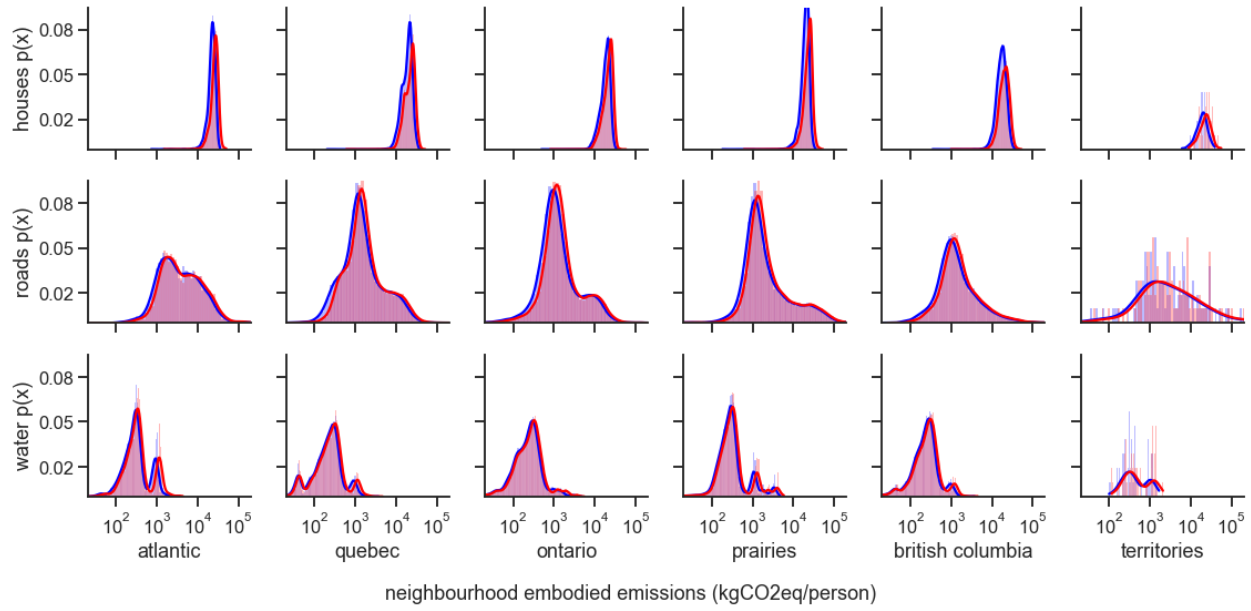 houses p(x)
0.08
0.05
0.02
roads p(x)
0.08
0.05
0.02
water p(x)
0.08
0.05
0.02
10² 10³ 10⁴ 10⁵ 10² 10³ 10⁴ 10⁵ 10² 10³ 10⁴ 10⁵ 10² 10³ 10⁴ 10⁵ 10² 10³ 10⁴ 10⁵ 10² 10³ 10⁴ 10⁵
atlantic quebec ontario prairies british columbia territories
neighbourhood embodied emissions (kgCO2eq/person)